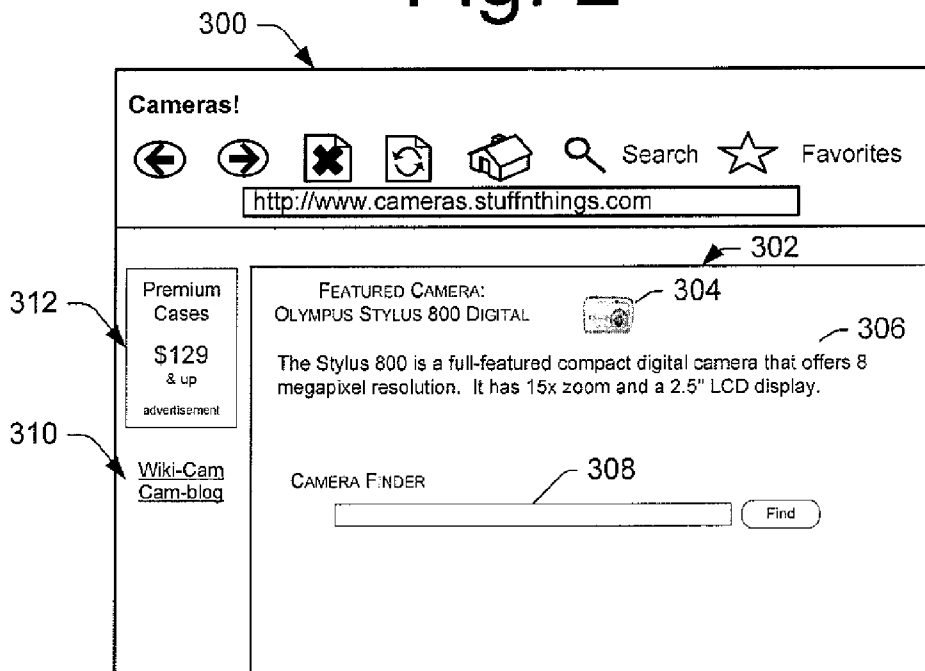 Fig. 2
300
Cameras!
Search
Favorites
http://www.cameras.stuffnthings.com
302
312
Premium
Cases
$129
& up
advertisement
FEATURED CAMERA:
OLYMPUS STYLUS 800 DIGITAL
304
306
The Stylus 800 is a full-featured compact digital camera that offers 8
megapixel resolution. It has 15x zoom and a 2.5" LCD display.
310
Wiki-Cam
Cam-blog
CAMERA FINDER
308
Find